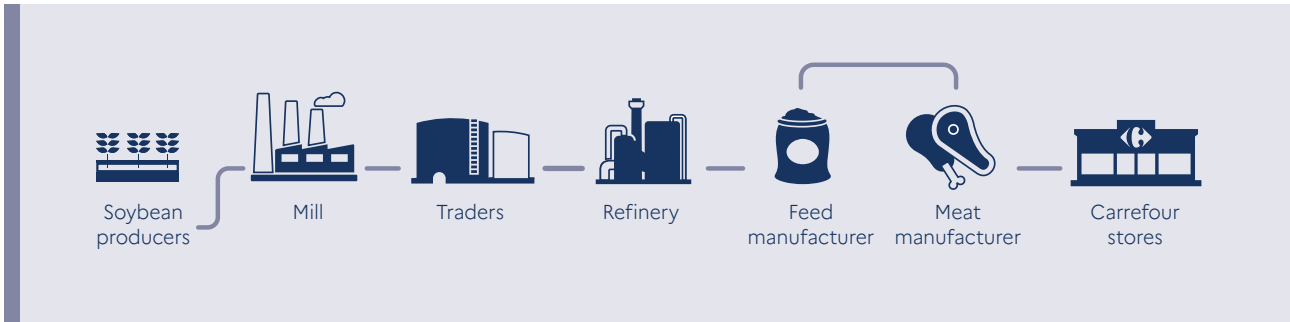 Soybean
producers
Mill
Traders
Refinery
Feed
manufacturer
Meat
manufacturer
Carrefour
stores